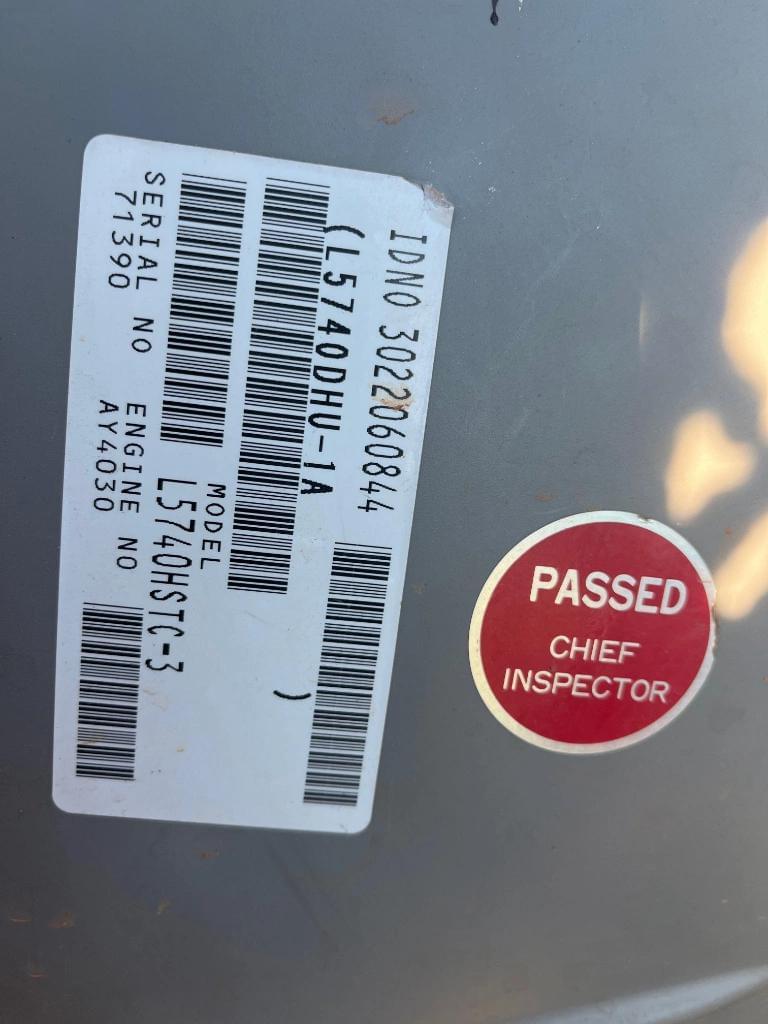 IDNO 3022060844
(L5740DHU-1A )
MODEL
L5740HSTC-3
SERIAL NO ENGINE NO
71390 AY4030
PASSED
CHIEF
INSPECTOR